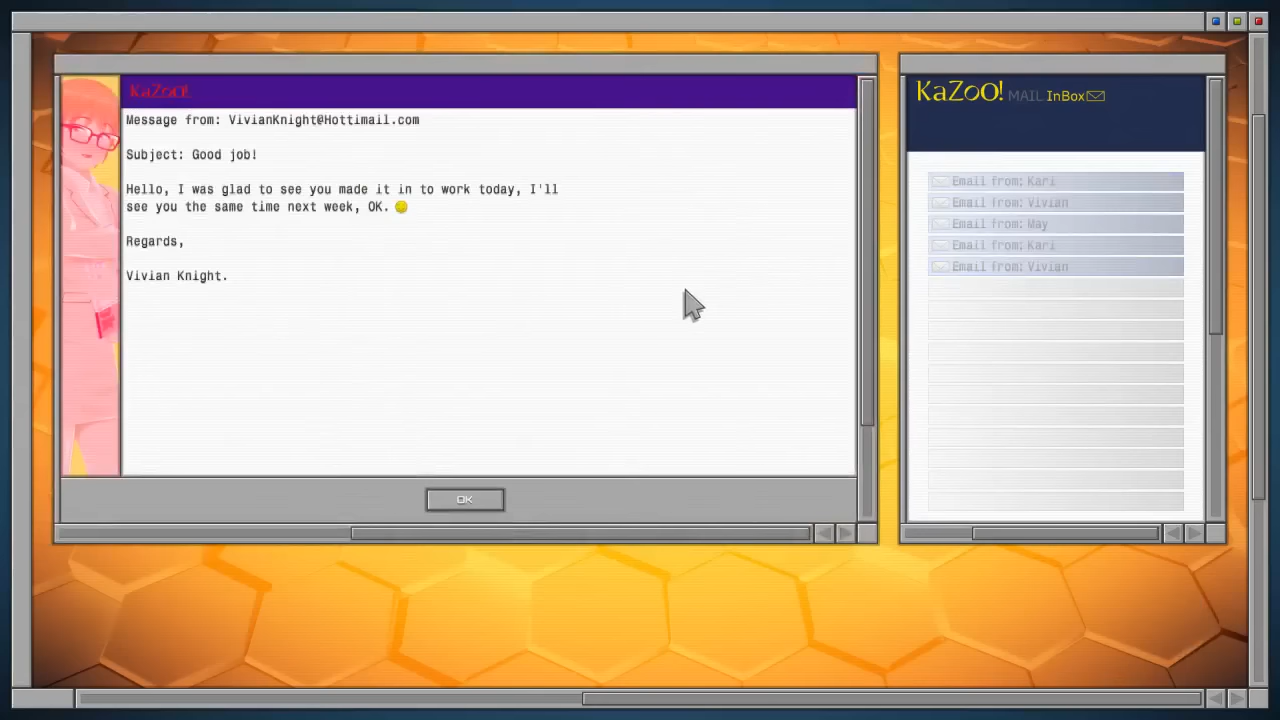 KaZoo!
Message from: VivianKnight@Hottimail.com
Subject: Good job!
Hello, I was glad to see you made it in to work today, I'll
see you the same time next week, OK.
Regards,
Vivian Knight.
OK
KaZoo! MAIL InBox
Email from: Kari
Email from: Vivian
Email from: May
Email from: Kari
Email from: Vivian